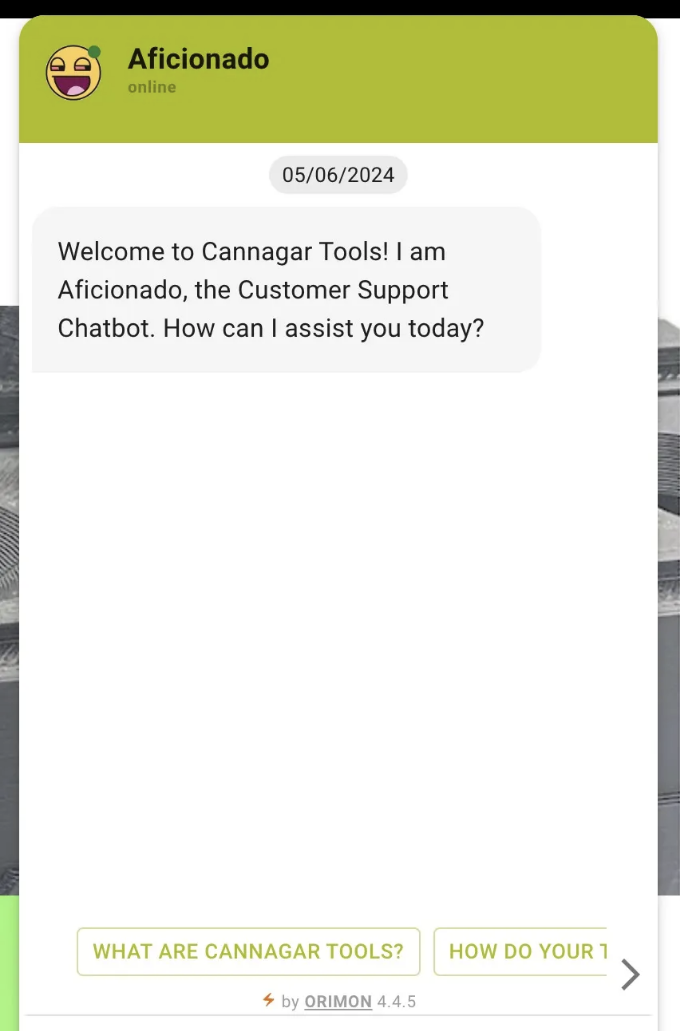 Aficionado
online
05/06/2024
Welcome to Cannagar Tools! I am
Aficionado, the Customer Support
Chatbot. How can I assist you today?
WHAT ARE CANNAGAR TOOLS?
HOW DO YOUR
by ORIMON 4.4.5